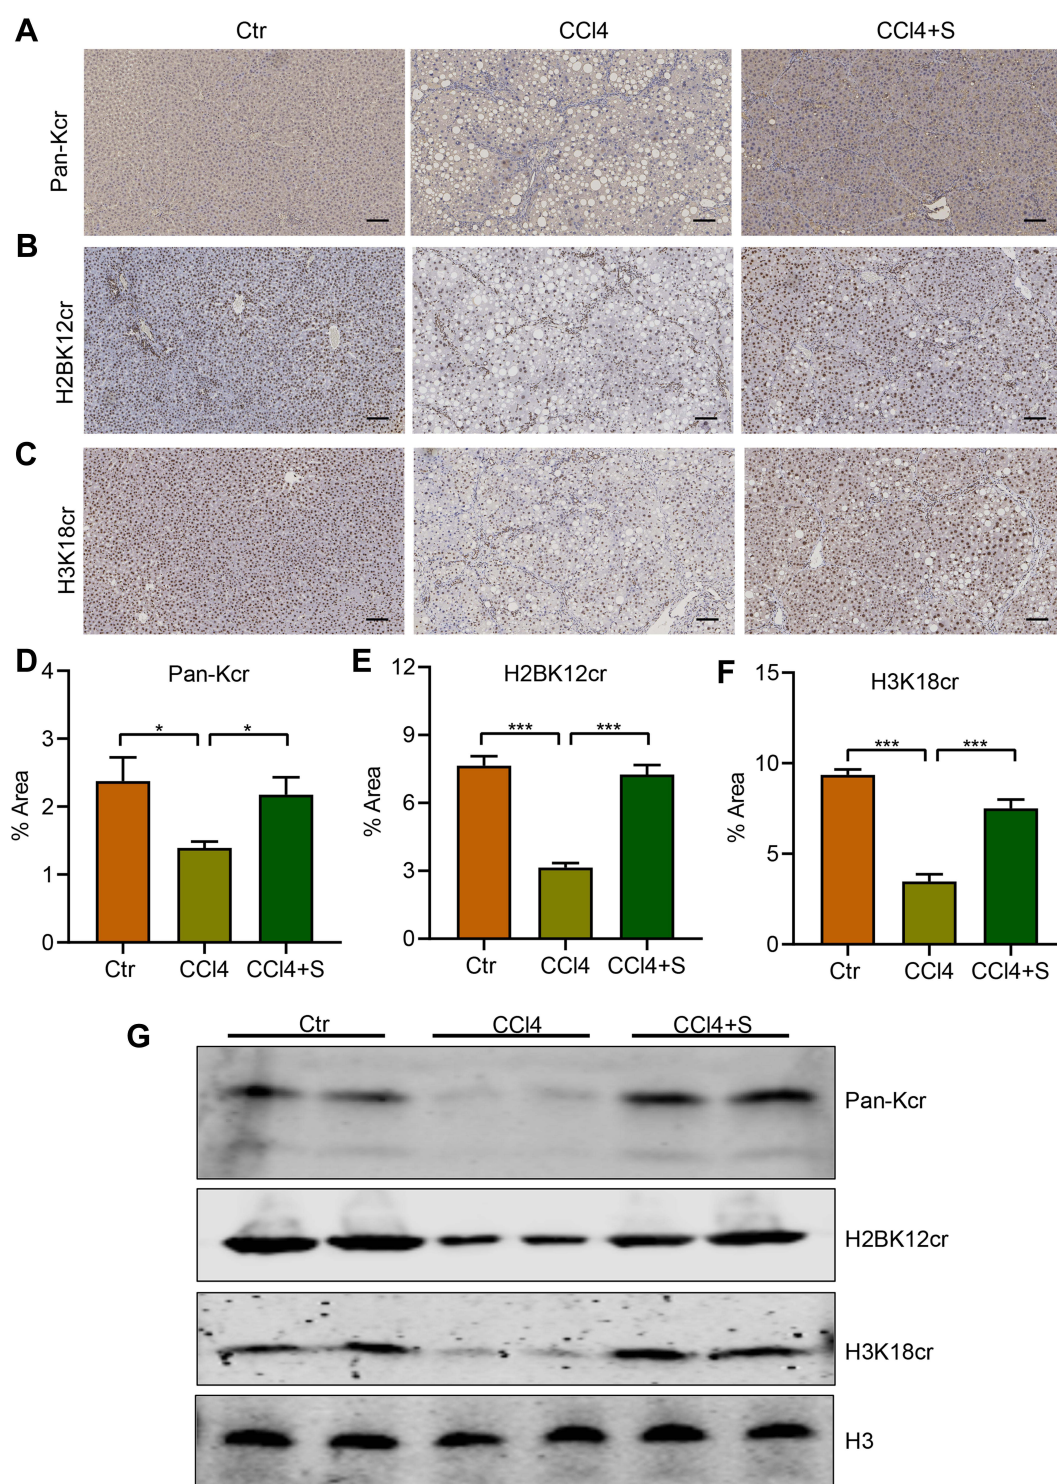 A
Ctr CCl4 CCl4+S
Pan-Kcr
B
H2BK12cr
C
H3K18cr
D
Pan-Kcr
% Area
4
3
2
1
0
* *
Ctr CCl4 CCl4+S
E
H2BK12cr
% Area
12
9
6
3
0
*** ***
Ctr CCl4 CCl4+S
F
H3K18cr
% Area
15
10
5
0
*** ***
Ctr CCl4 CCl4+S
G
Ctr CCl4 CCl4+S
Pan-Kcr
H2BK12cr
H3K18cr
H3